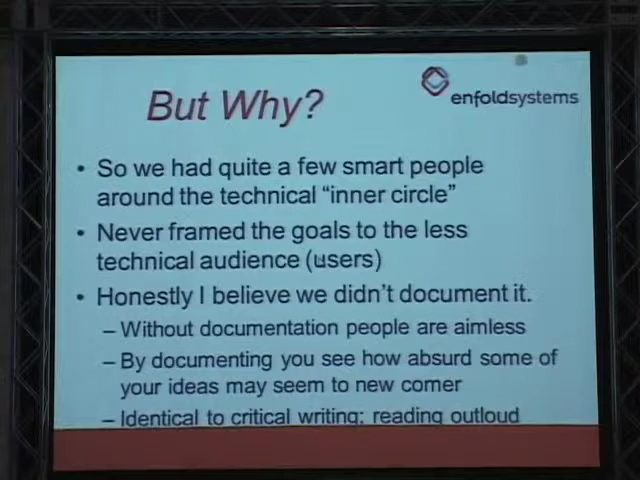 But Why?
enfoldsystems
• So we had quite a few smart people
around the technical “inner circle”
• Never framed the goals to the less
technical audience (users)
• Honestly I believe we didn’t document it.
– Without documentation people are aimless
– By documenting you see how absurd some of
your ideas may seem to new comer
– Identical to critical writing; reading outloud